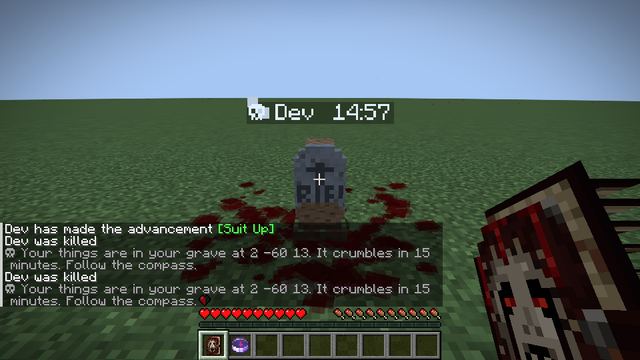 Dev 14:57
Dev has made the advancement [Suit Up]
Dev was killed
Your things are in your grave at 2 -60 13. It crumbles in 15
minutes. Follow the compass.
Dev was killed
Your things are in your grave at 2 -60 13. It crumbles in 15
minutes. Follow the compass.